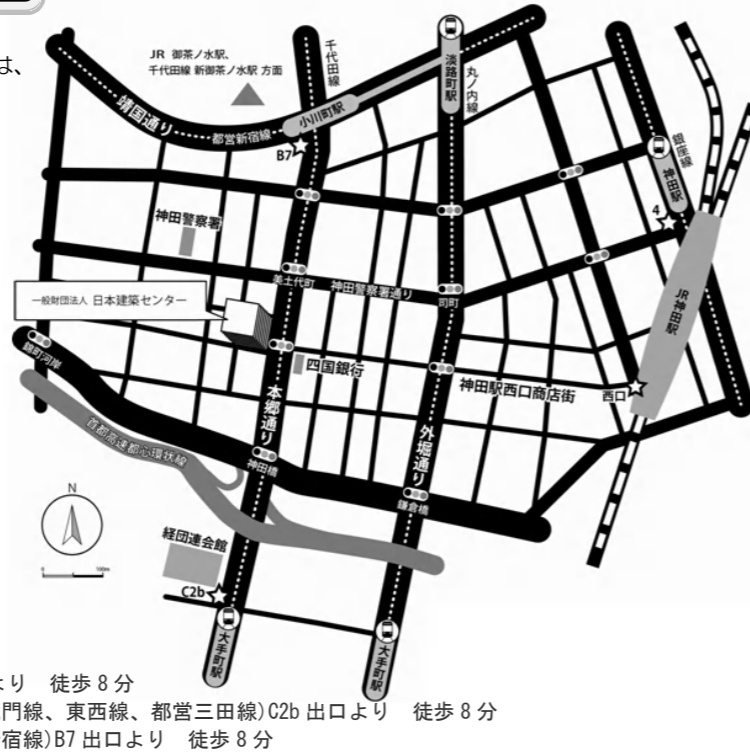 は、
JR 御茶ノ水駅、
千代田線 新御茶ノ水駅 方面
千代田線
淡路町駅
丸ノ内線
小川町駅
靖国通り
都営新宿線
B7
銀座線
神田駅
4
神田警察署
美土代町
神田警察署通り
司町
JR神田駅
一般財団法人 日本建築センター
錦町河岸
四国銀行
神田駅西口商店街
西口
本郷通り
外堀通り
首都高速都心環状線
神田橋
鎌倉橋
N
0
100m
経団連会館
C2b
大手町駅
大手町駅
より 徒歩 8 分
門線、東西線、都営三田線)C2b 出口より 徒歩 8 分
宿線)B7 出口より 徒歩 8 分